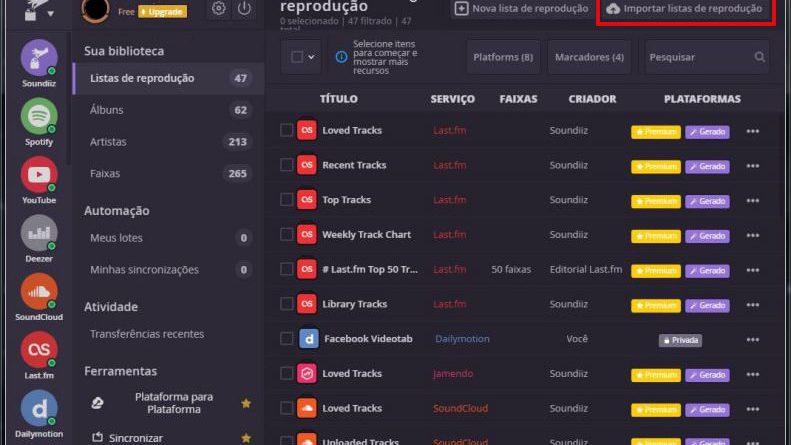 reprodução
0 selecionado | 47 filtrado | 47
total
Nova lista de reprodução
Importar listas de reprodução
Free
Upgrade
Soundiiz
Spotify
YouTube
Deezer
SoundCloud
Last.fm
Dailymotion
Sua biblioteca
Listas de reprodução 47
Álbuns 62
Artistas 213
Faixas 265
Automação
Meus lotes 0
Minhas sincronizações 0
Atividade
Transferências recentes
Ferramentas
Plataforma para
Plataforma
Sincronizar
Selecione itens
para começar e
mostrar mais
recursos
Platforms (8)
Marcadores (4)
Pesquisar
TÍTULO SERVIÇO FAIXAS CRIADOR PLATAFORMAS
Loved Tracks Last.fm Soundiiz Premium Gerado
Recent Tracks Last.fm Soundiiz Premium Gerado
Top Tracks Last.fm Soundiiz Premium Gerado
Weekly Track Chart Last.fm Soundiiz Premium Gerado
# Last.fm Top 50 Tr... Last.fm 50 faixas Editorial Last.fm Premium Gerado
Library Tracks Last.fm Soundiiz Premium Gerado
Facebook Videotab Dailymotion Você Privada
Loved Tracks Jamendo Soundiiz Premium Gerado
Loved Tracks SoundCloud Soundiiz Premium Gerado
Uploaded Tracks SoundCloud Soundiiz Premium Gerado